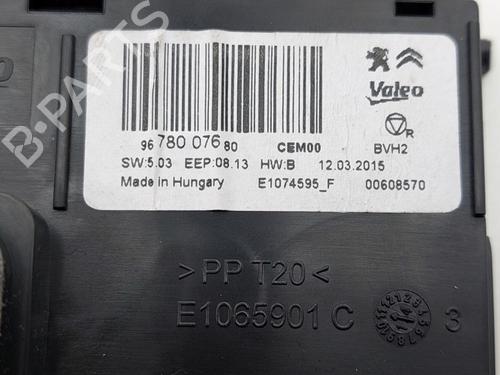 Valeo
R
96 780 076 80 CEM00 BVH2
SW:5.03 EEP:08.13 HW:B 12.03.2015
Made in Hungary E1074595_F 00608570
>PP T20<
E1065901 C 3